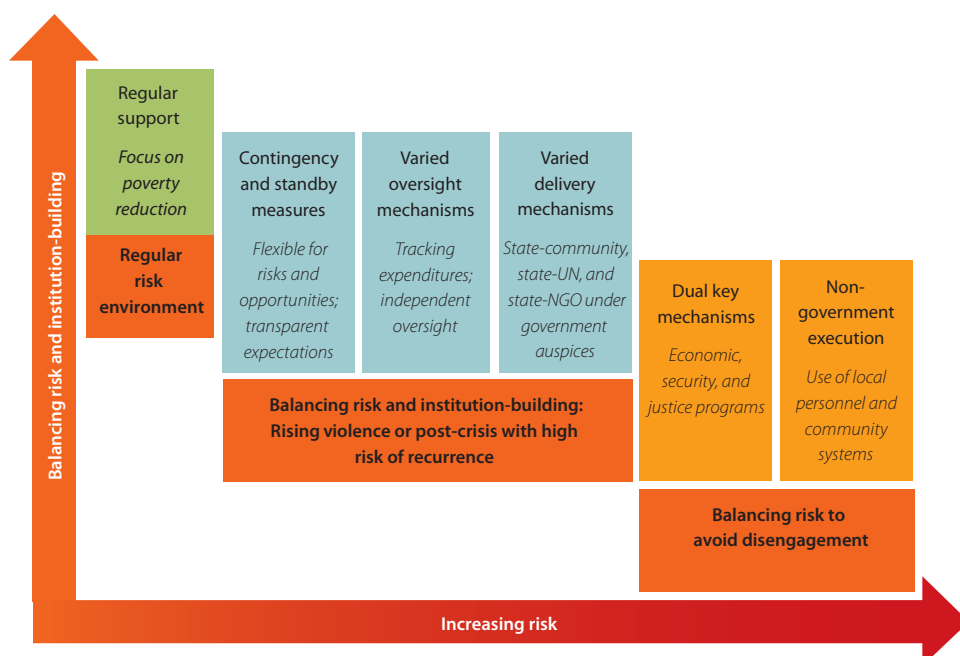 Balancing risk and institution-building
Regular
support
Focus on
poverty
reduction
Regular
risk
environment
Contingency
and standby
measures
Flexible for
risks and
opportunities;
transparent
expectations
Varied
oversight
mechanisms
Tracking
expenditures;
independent
oversight
Varied
delivery
mechanisms
State-community,
state-UN, and
state-NGO under
government
auspices
Balancing risk and institution-building:
Rising violence or post-crisis with high
risk of recurrence
Dual key
mechanisms
Economic,
security, and
justice programs
Non-
government
execution
Use of local
personnel and
community
systems
Balancing risk to
avoid disengagement
Increasing risk